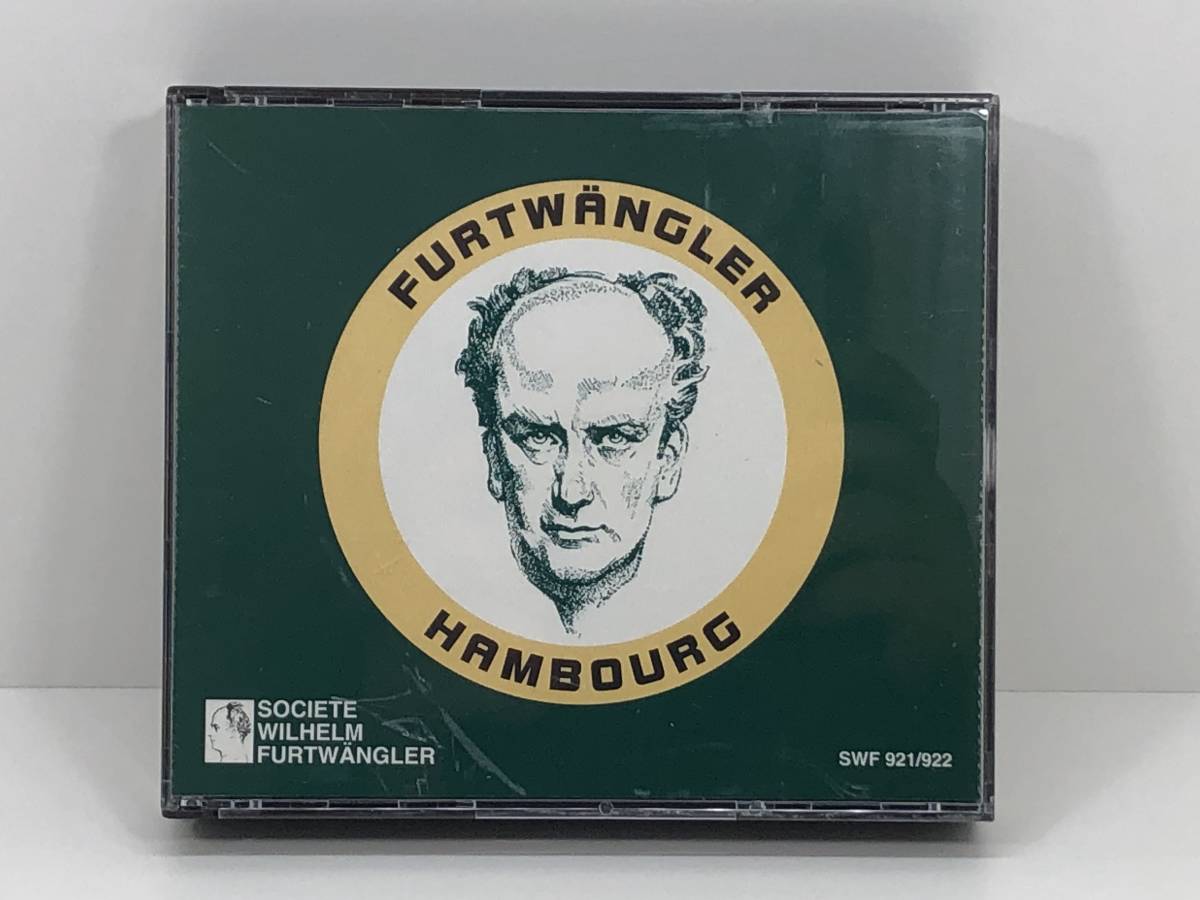 FURTWÄNGLER
HAMBOURG
SOCIETE
WILHELM
FURTWÄNGLER
SWF 921/922